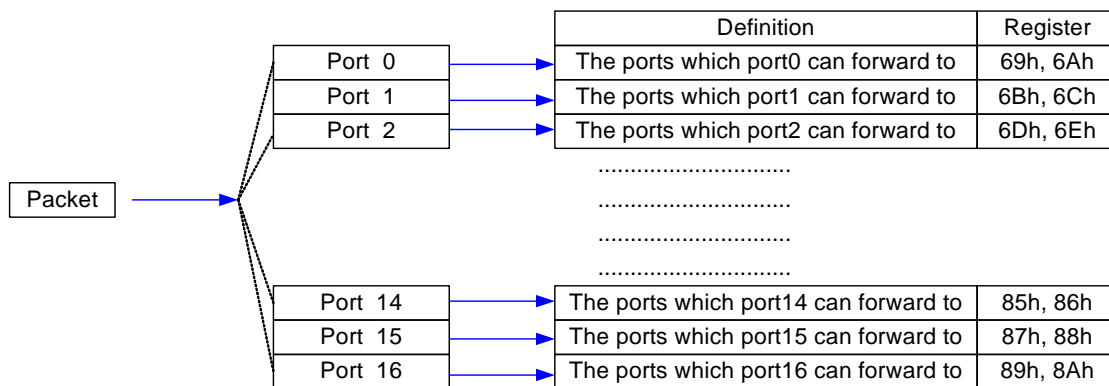 Definition Register
Port 0 The ports which port0 can forward to 69h, 6Ah
Port 1 The ports which port1 can forward to 6Bh, 6Ch
Port 2 The ports which port2 can forward to 6Dh, 6Eh
..............................
Packet
..............................
..............................
..............................
Port 14 The ports which port14 can forward to 85h, 86h
Port 15 The ports which port15 can forward to 87h, 88h
Port 16 The ports which port16 can forward to 89h, 8Ah